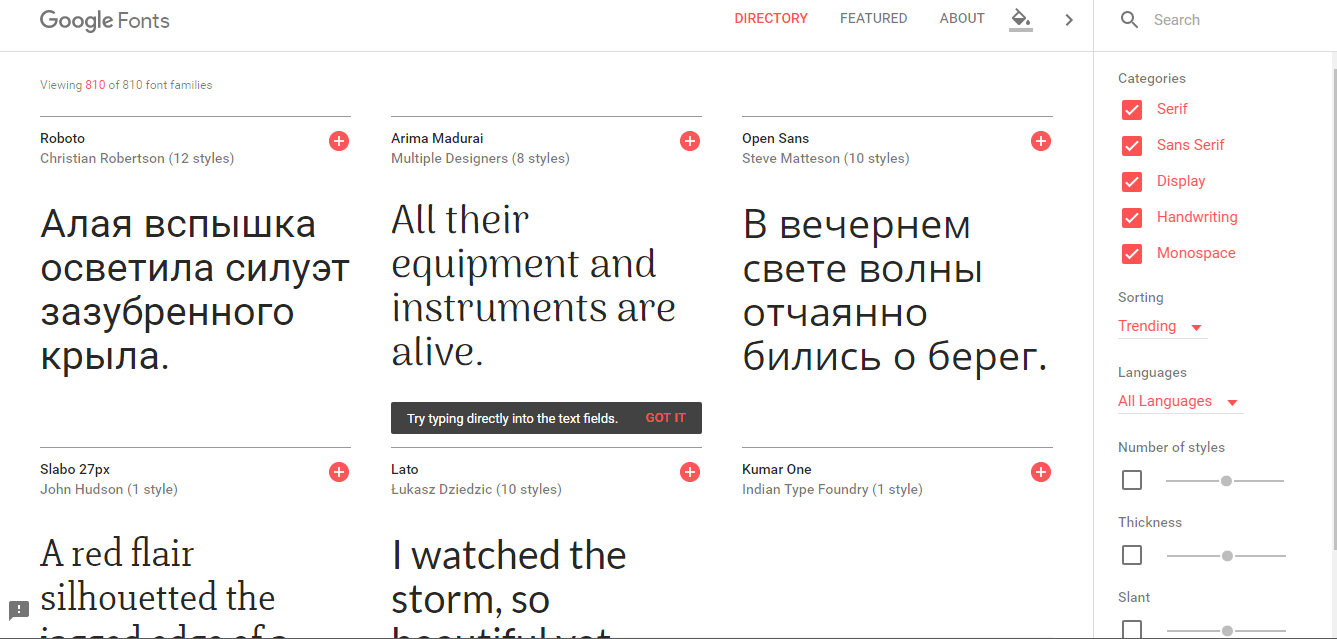 Google Fonts
DIRECTORY FEATURED ABOUT
Search
Viewing 810 of 810 font families
Roboto
Christian Robertson (12 styles)
Алая вспышка
осветила силуэт
зазубренного
крыла.
Arima Madurai
Multiple Designers (8 styles)
All their
equipment and
instruments are
alive.
Try typing directly into the text fields. GOT IT
Open Sans
Steve Matteson (10 styles)
В вечернем
свете волны
отчаянно
бились о берег.
Slabo 27px
John Hudson (1 style)
A red flair
silhouetted the
jagged edge of a
Lato
Łukasz Dziedzic (10 styles)
I watched the
storm, so
beautiful yet
Kumar One
Indian Type Foundry (1 style)
Categories
Serif
Sans Serif
Display
Handwriting
Monospace
Sorting
Trending
Languages
All Languages
Number of styles
Thickness
Slant